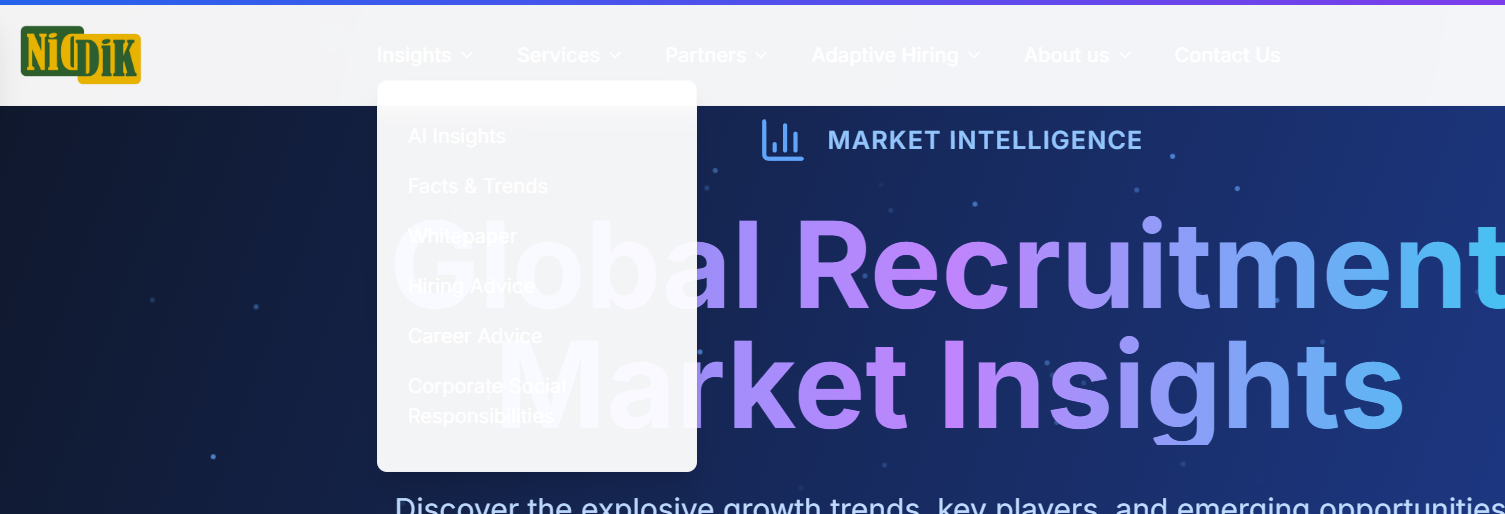 NiCDiK
Insights Services Partners Adaptive Hiring About us Contact Us
AI Insights
Facts & Trends
Whitepaper
Hiring Advice
Career Advice
Corporate Social
Responsibilities
MARKET INTELLIGENCE
Global Recruitment
Market Insights
Discover the explosive growth trends, key players, and emerging opportunities